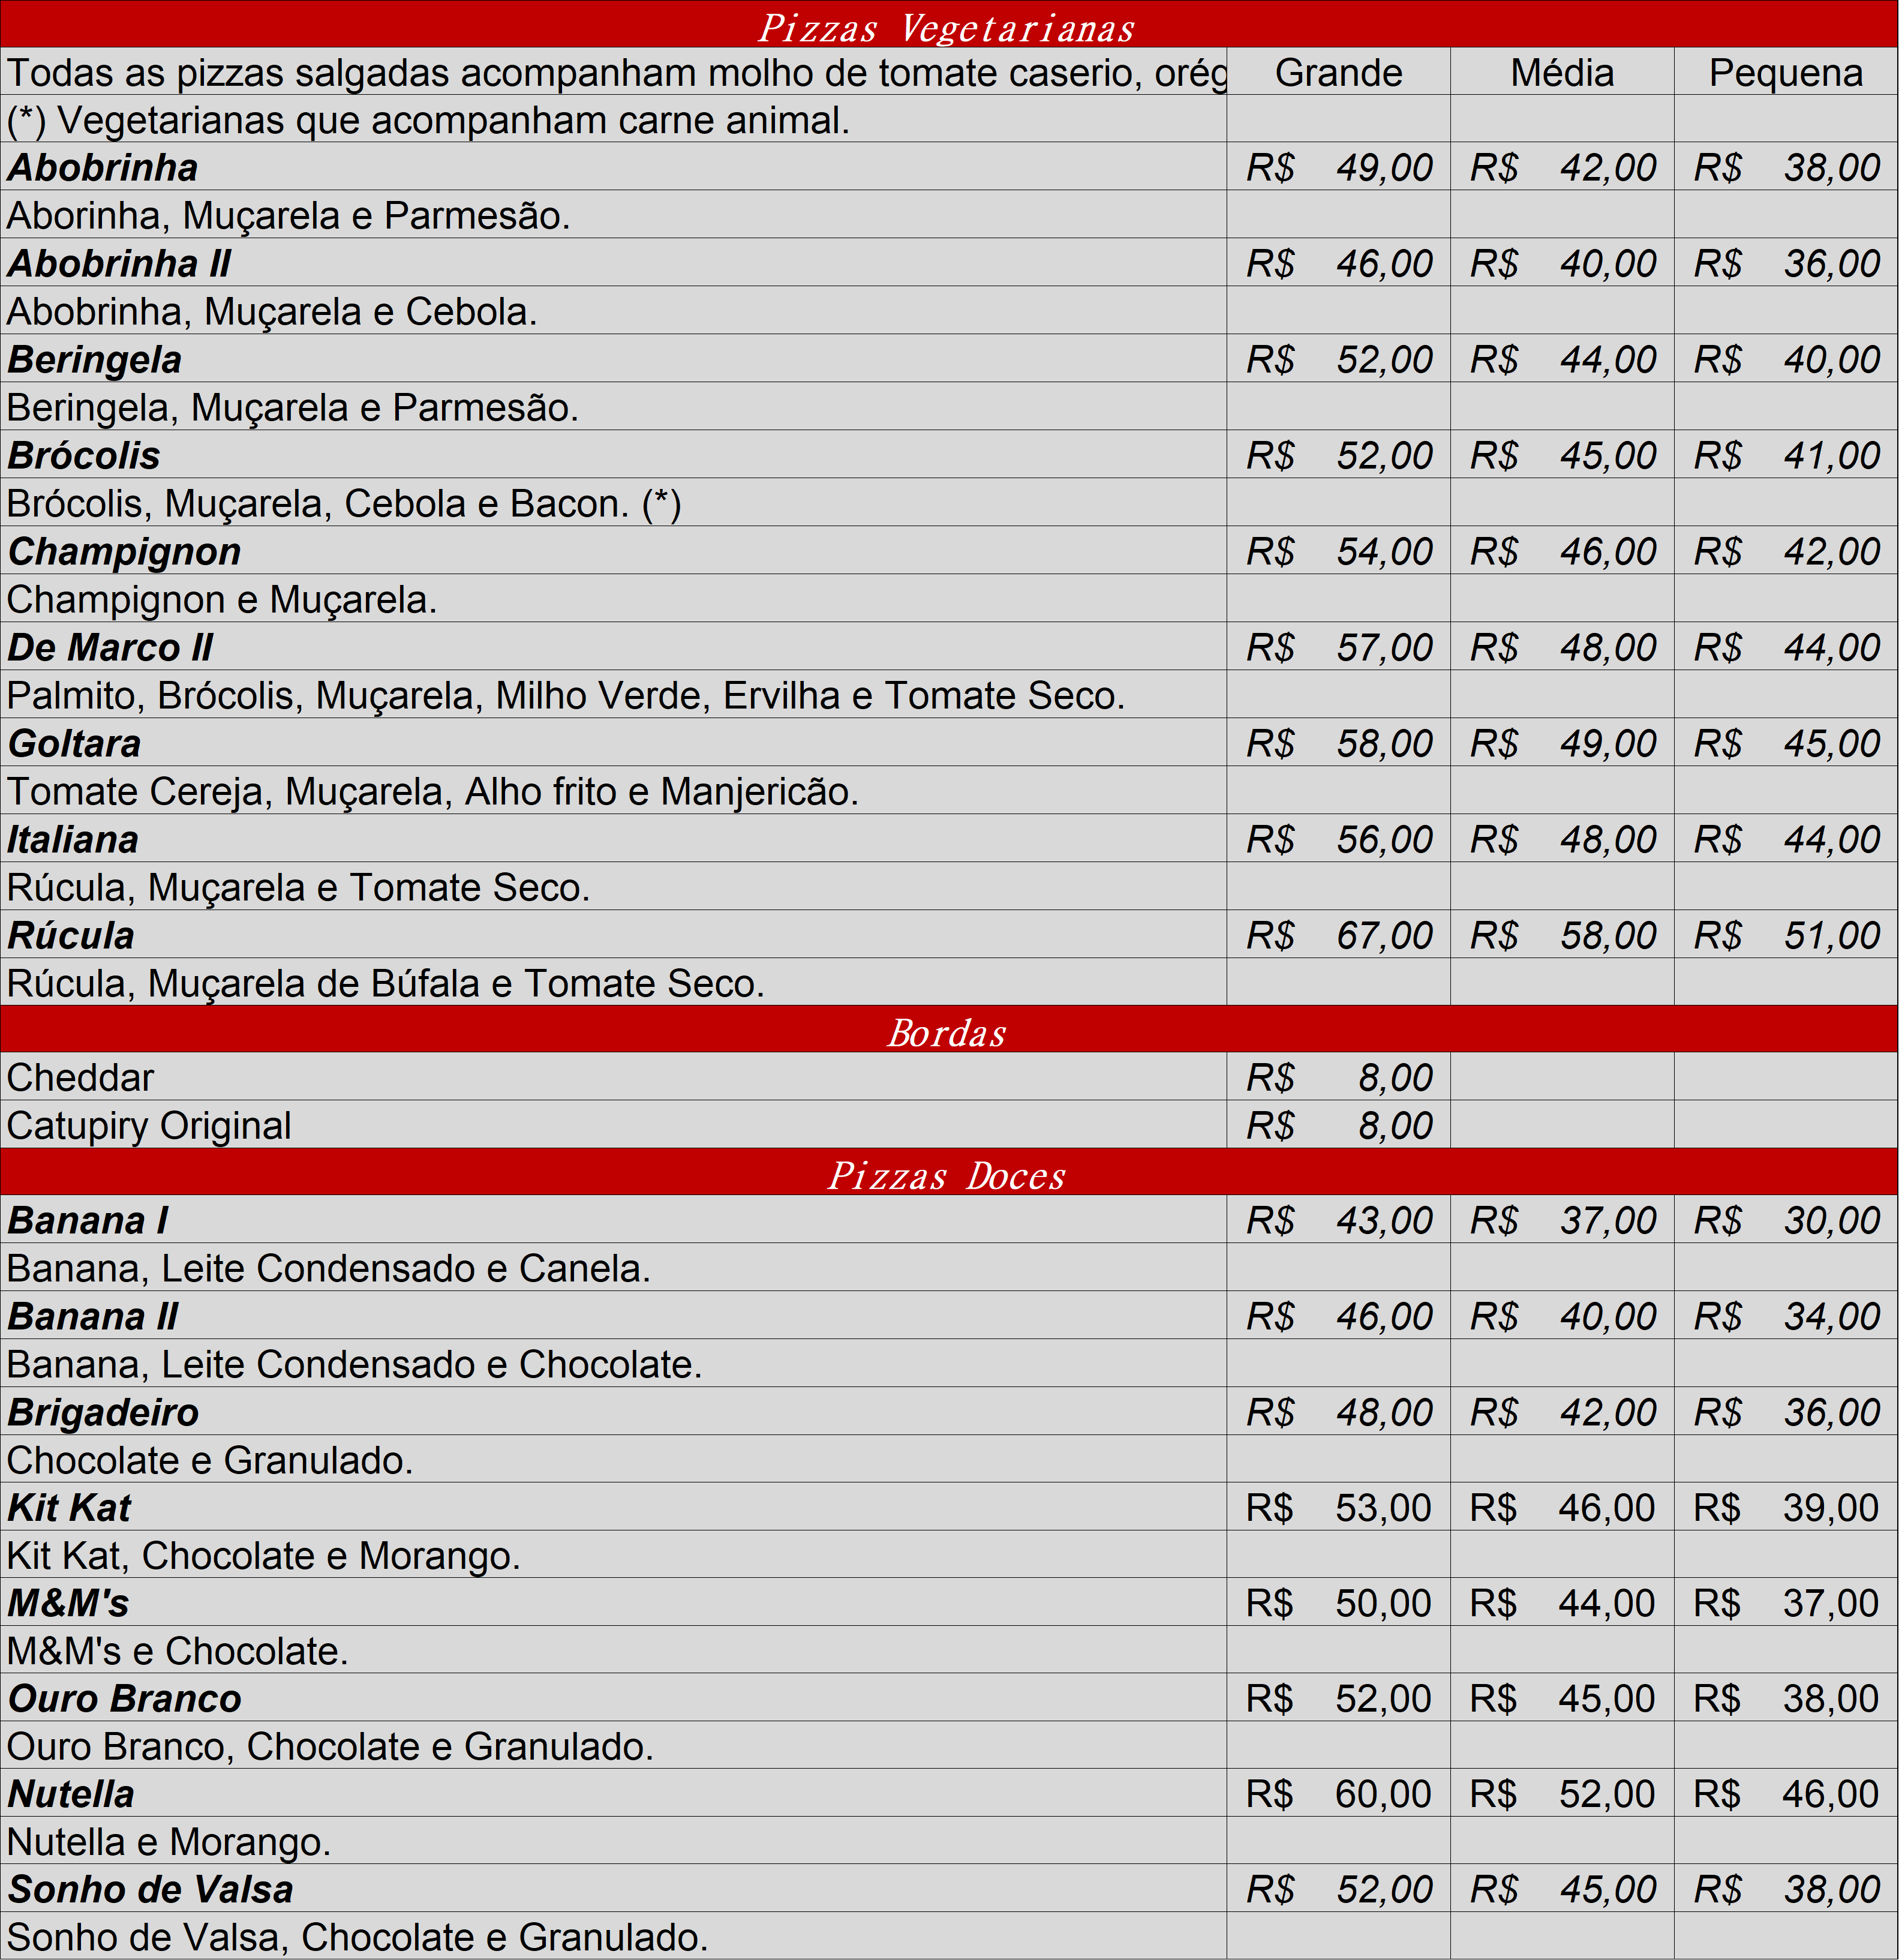 Pizzas Vegetarianas
Todas as pizzas salgadas acompanham molho de tomate caserio, orég Grande Média Pequena
(*) Vegetarianas que acompanham carne animal.
Abobrinha R$ 49,00 R$ 42,00 R$ 38,00
Aborinha, Muçarela e Parmesão.
Abobrinha II R$ 46,00 R$ 40,00 R$ 36,00
Abobrinha, Muçarela e Cebola.
Beringela R$ 52,00 R$ 44,00 R$ 40,00
Beringela, Muçarela e Parmesão.
Brócolis R$ 52,00 R$ 45,00 R$ 41,00
Brócolis, Muçarela, Cebola e Bacon. (*)
Champignon R$ 54,00 R$ 46,00 R$ 42,00
Champignon e Muçarela.
De Marco II R$ 57,00 R$ 48,00 R$ 44,00
Palmito, Brócolis, Muçarela, Milho Verde, Ervilha e Tomate Seco.
Goltara R$ 58,00 R$ 49,00 R$ 45,00
Tomate Cereja, Muçarela, Alho frito e Manjericão.
Italiana R$ 56,00 R$ 48,00 R$ 44,00
Rúcula, Muçarela e Tomate Seco.
Rúcula R$ 67,00 R$ 58,00 R$ 51,00
Rúcula, Muçarela de Búfala e Tomate Seco.
Bordas
Cheddar R$ 8,00
Catupiry Original R$ 8,00
Pizzas Doces
Banana I R$ 43,00 R$ 37,00 R$ 30,00
Banana, Leite Condensado e Canela.
Banana II R$ 46,00 R$ 40,00 R$ 34,00
Banana, Leite Condensado e Chocolate.
Brigadeiro R$ 48,00 R$ 42,00 R$ 36,00
Chocolate e Granulado.
Kit Kat R$ 53,00 R$ 46,00 R$ 39,00
Kit Kat, Chocolate e Morango.
M&M's R$ 50,00 R$ 44,00 R$ 37,00
M&M's e Chocolate.
Ouro Branco R$ 52,00 R$ 45,00 R$ 38,00
Ouro Branco, Chocolate e Granulado.
Nutella R$ 60,00 R$ 52,00 R$ 46,00
Nutella e Morango.
Sonho de Valsa R$ 52,00 R$ 45,00 R$ 38,00
Sonho de Valsa, Chocolate e Granulado.